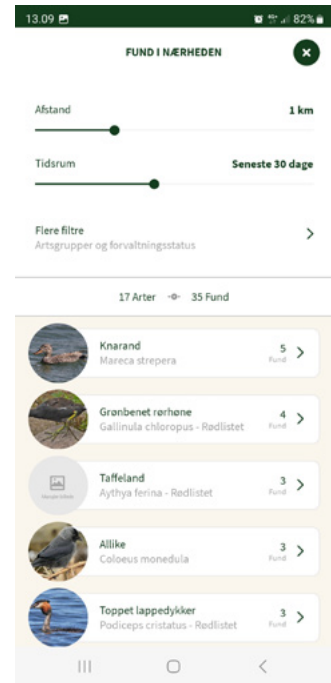 13.09 82%
FUND I NÆRHEDEN
Afstand 1 km
Tidsrum Seneste 30 dage
Flere filtre
Artsgrupper og forvaltningsstatus
17 Arter 35 Fund
Knarand 5
Mareca strepera Fund
Grønbenet rørhøne 4
Gallinula chloropus - Rødlistet Fund
Taffeland 3
Aythya ferina - Rødlistet Fund
Allike 3
Coloeus monedula Fund
Toppet lappedykker 3
Podiceps cristatus - Rødlistet Fund